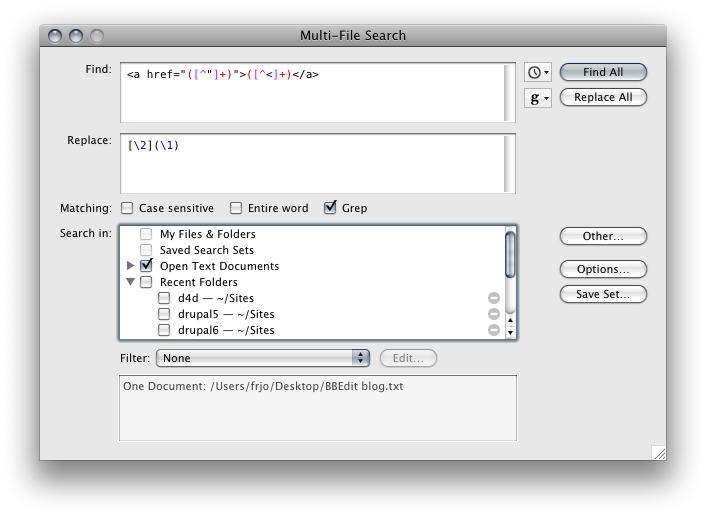 Multi-File Search
Find:
<a href="([^"]+)">([^<]+)</a>
Find All
g
Replace All
Replace:
[\2](\1)
Matching: Case sensitive Entire word Grep
Search in:
My Files & Folders
Other...
Saved Search Sets
Open Text Documents
Options...
Recent Folders
d4d — ~/Sites
Save Set...
drupal5 — ~/Sites
drupal6 — ~/Sites
Filter: None Edit...
One Document: /Users/frjo/Desktop/BBEdit blog.txt